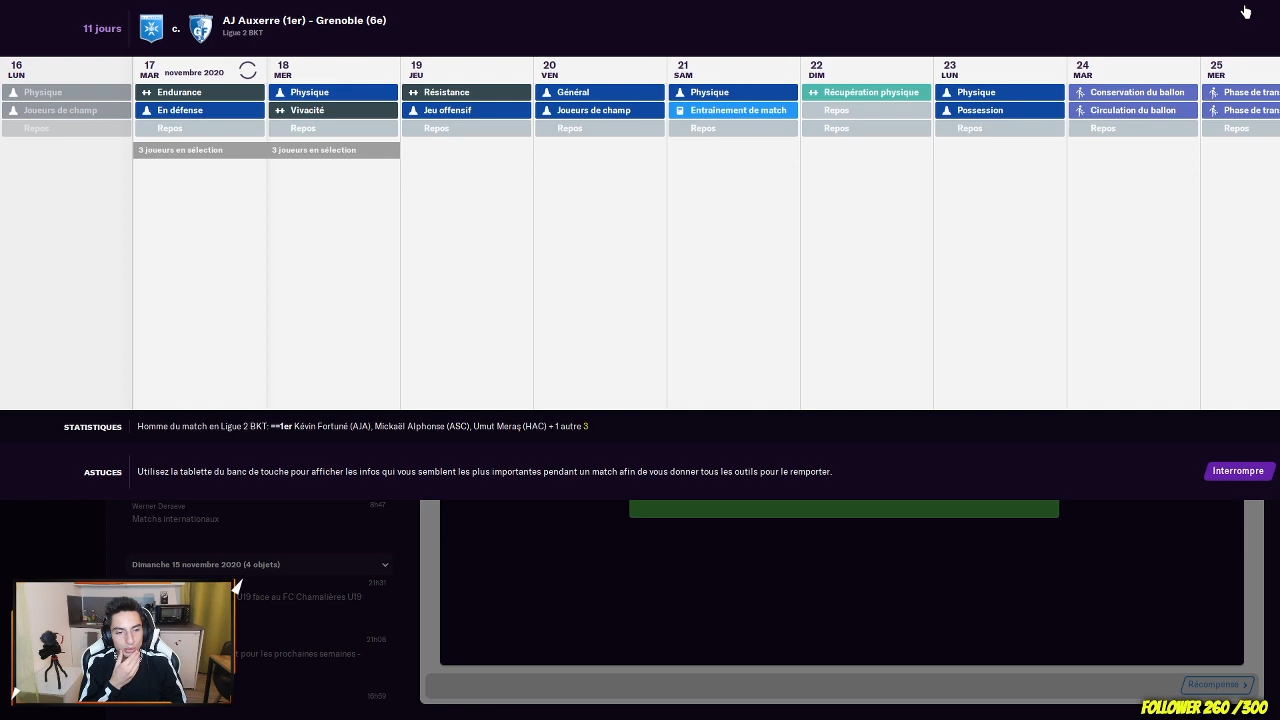 11 jours
c.
AJ Auxerre (1er) - Grenoble (6e)
Ligue 2 BKT
16 LUN
17 MAR novembre 2020
18 MER
19 JEU
20 VEN
21 SAM
22 DIM
23 LUN
24 MAR
25 MER
Physique Endurance Physique Résistance Général Physique Récupération physique Physique Conservation du ballon Phase de tran
Joueurs de champ En défense Vivacité Jeu offensif Joueurs de champ Entraînement de match Repos Possession Circulation du ballon Phase de tran
Repos Repos Repos Repos Repos Repos Repos Repos Repos Repos
3 joueurs en sélection 3 joueurs en sélection
STATISTIQUES Homme du match en Ligue 2 BKT: ==1er Kévin Fortuné (AJA), Mickaël Alphonse (ASC), Umut Meraş (HAC) + 1 autre 3
ASTUCES Utilisez la tablette du banc de touche pour afficher les infos qui vous semblent les plus importantes pendant un match afin de vous donner tous les outils pour le remporter.
Interrompre
Werner Derseve 8h47
Matchs internationaux
Dimanche 15 novembre 2020 (4 objets)
21h31
U19 face au FC Chamalières U19
21h08
t pour les prochaines semaines -
16h59
Récompense
FOLLOWER 260 /300